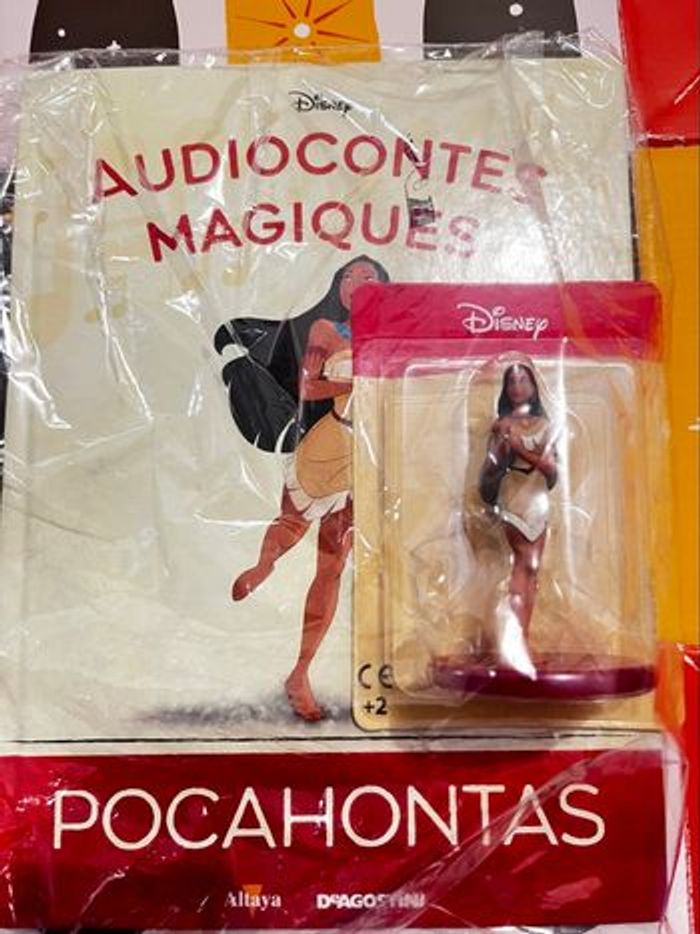 Disney
AUDIOCONTES
MAGIQUES
Disney
CE
+2
POCAHONTAS
Altaya DeAGOSTINI